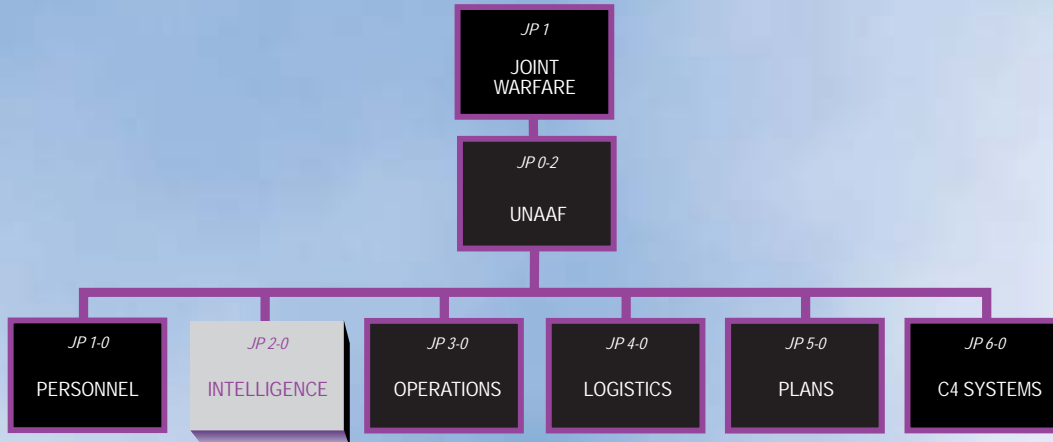 JP 1
JOINT
WARFARE
JP 0-2
UNAAF
JP 1-0
PERSONNEL
JP 2-0
INTELLIGENCE
JP 3-0
OPERATIONS
JP 4-0
LOGISTICS
JP 5-0
PLANS
JP 6-0
C4 SYSTEMS